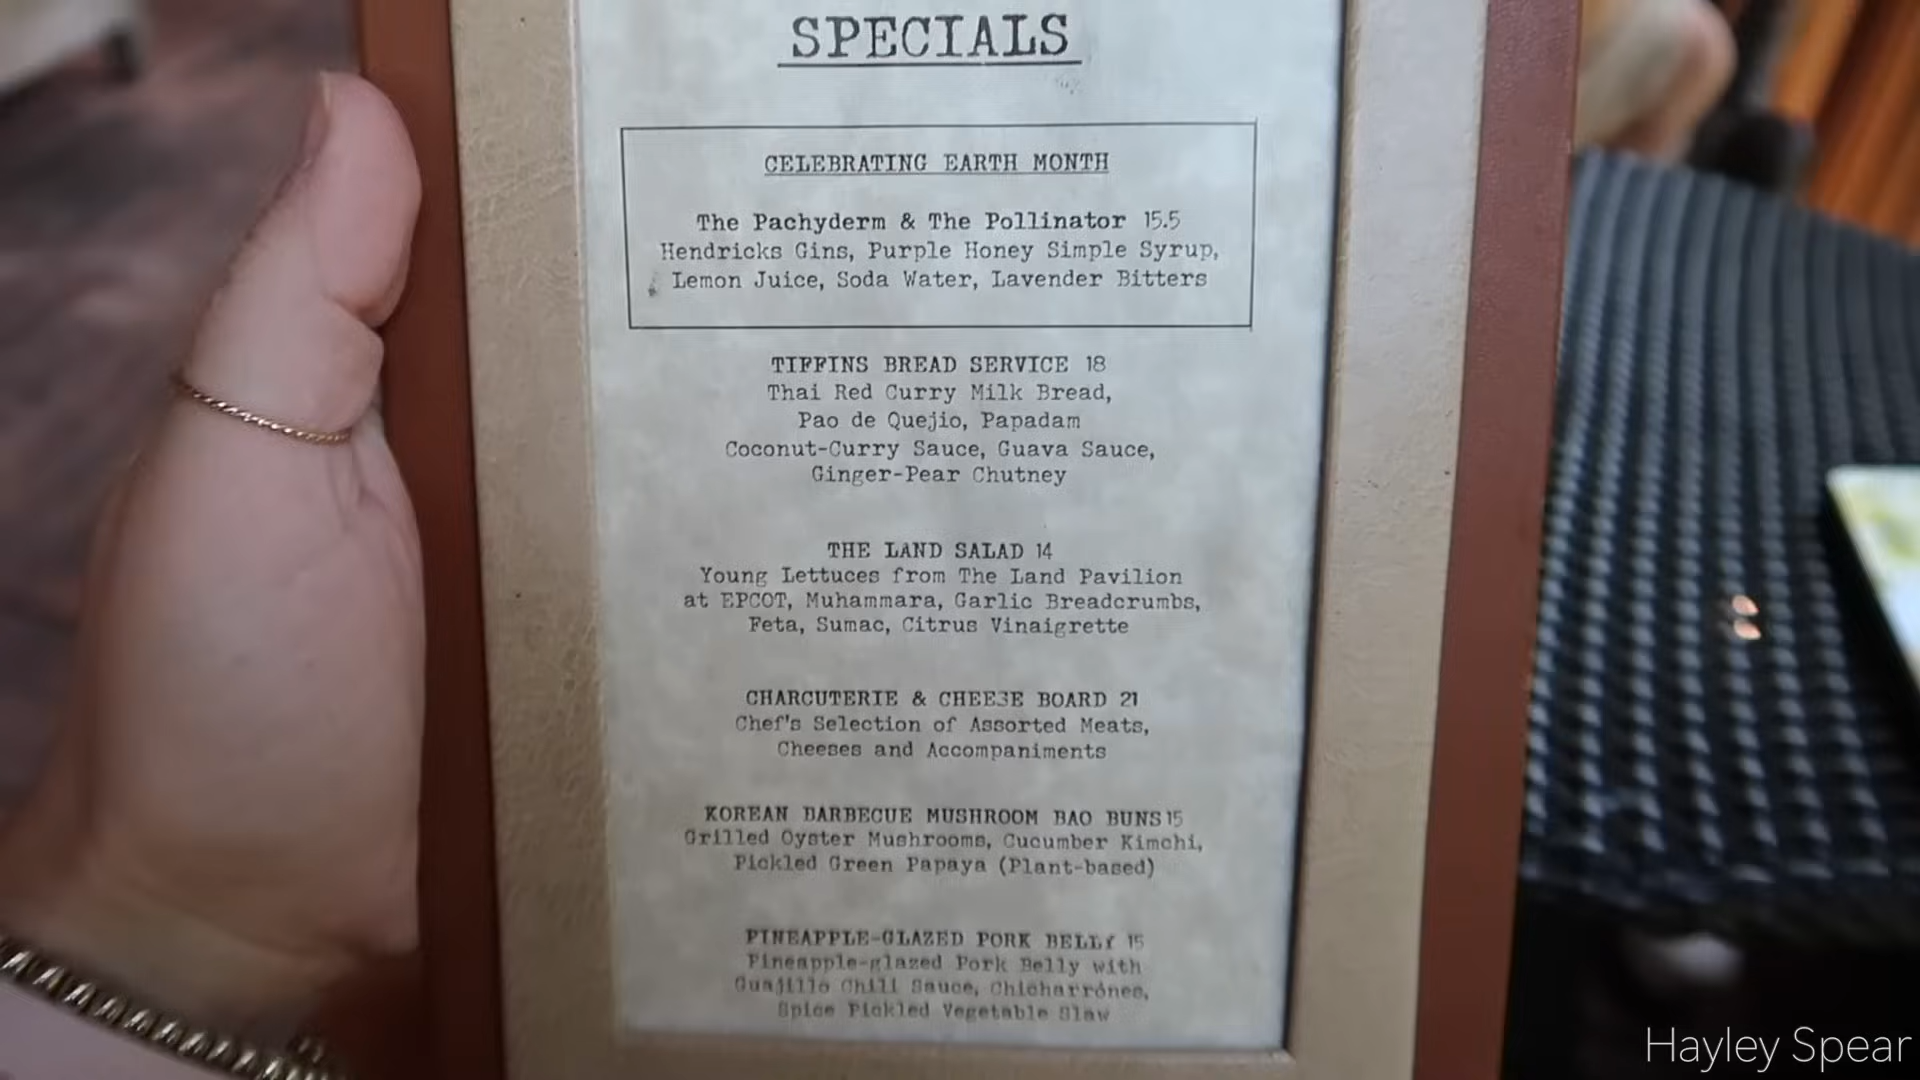 SPECIALS
CELEBRATING EARTH MONTH
The Pachyderm & The Pollinator 15.5
Hendricks Gins, Purple Honey Simple Syrup,
Lemon Juice, Soda Water, Lavender Bitters
TIFFINS BREAD SERVICE 18
Thai Red Curry Milk Bread,
Pao de Quejio, Papadam
Coconut-Curry Sauce, Guava Sauce,
Ginger-Pear Chutney
THE LAND SALAD 14
Young Lettuces from The Land Pavilion
at EPCOT, Muhammara, Garlic Breadcrumbs,
Feta, Sumac, Citrus Vinaigrette
CHARCUTERIE & CHEESE BOARD 21
Chef's Selection of Assorted Meats,
Cheeses and Accompaniments
KOREAN BARBECUE MUSHROOM BAO BUNS 15
Grilled Oyster Mushrooms, Cucumber Kimchi,
Pickled Green Papaya (Plant-based)
PINEAPPLE-GLAZED PORK BELLY 15
Pineapple-glazed Pork Belly with
Guajillo Chili Sauce, Chicharrónes,
Spice Pickled Vegetable Slaw
Hayley Spear